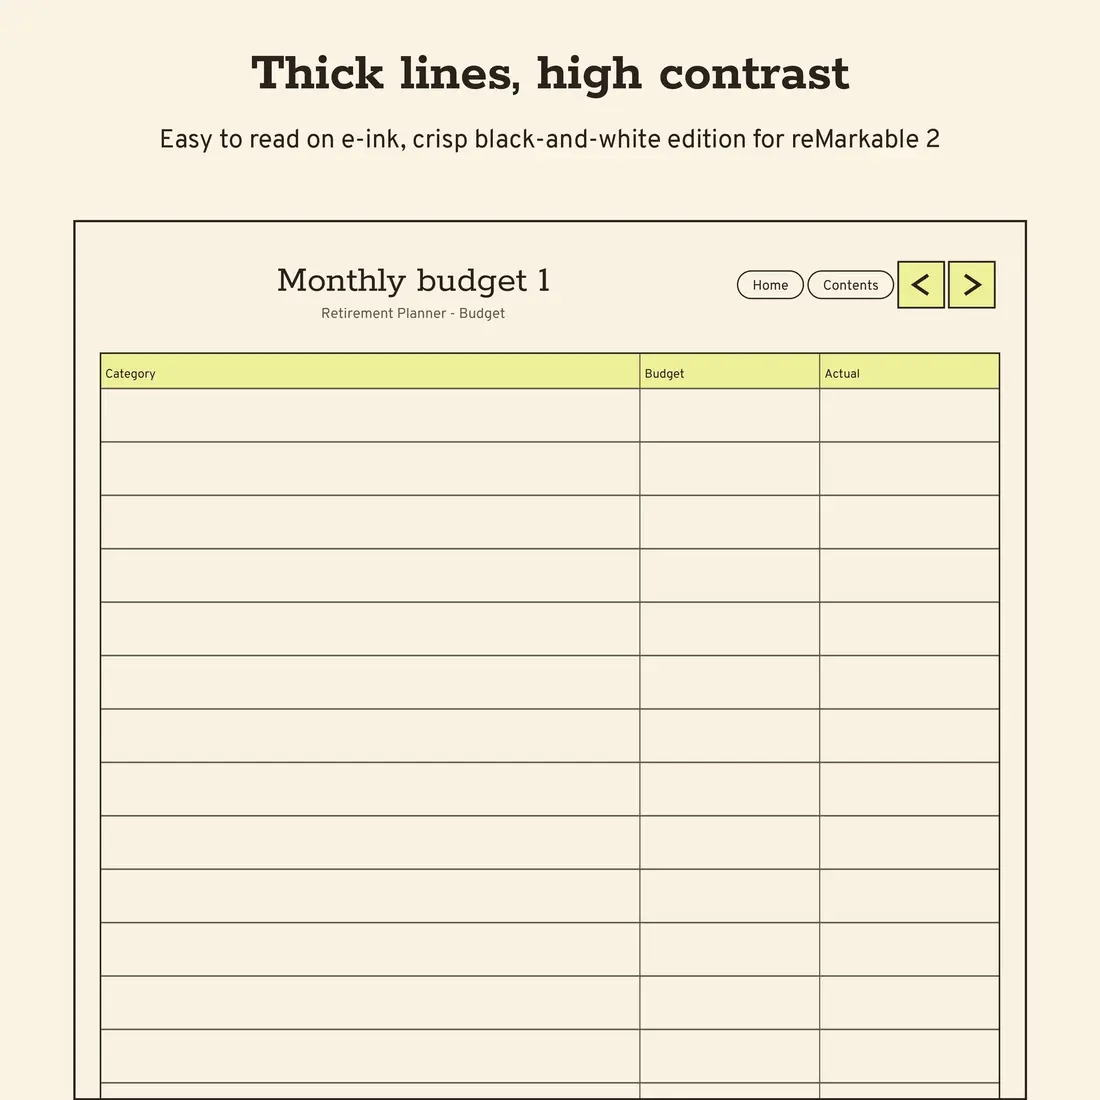 Thick lines, high contrast
Easy to read on e-ink, crisp black-and-white edition for reMarkable 2
Monthly budget 1
Retirement Planner - Budget
Home Contents < >
Category Budget Actual